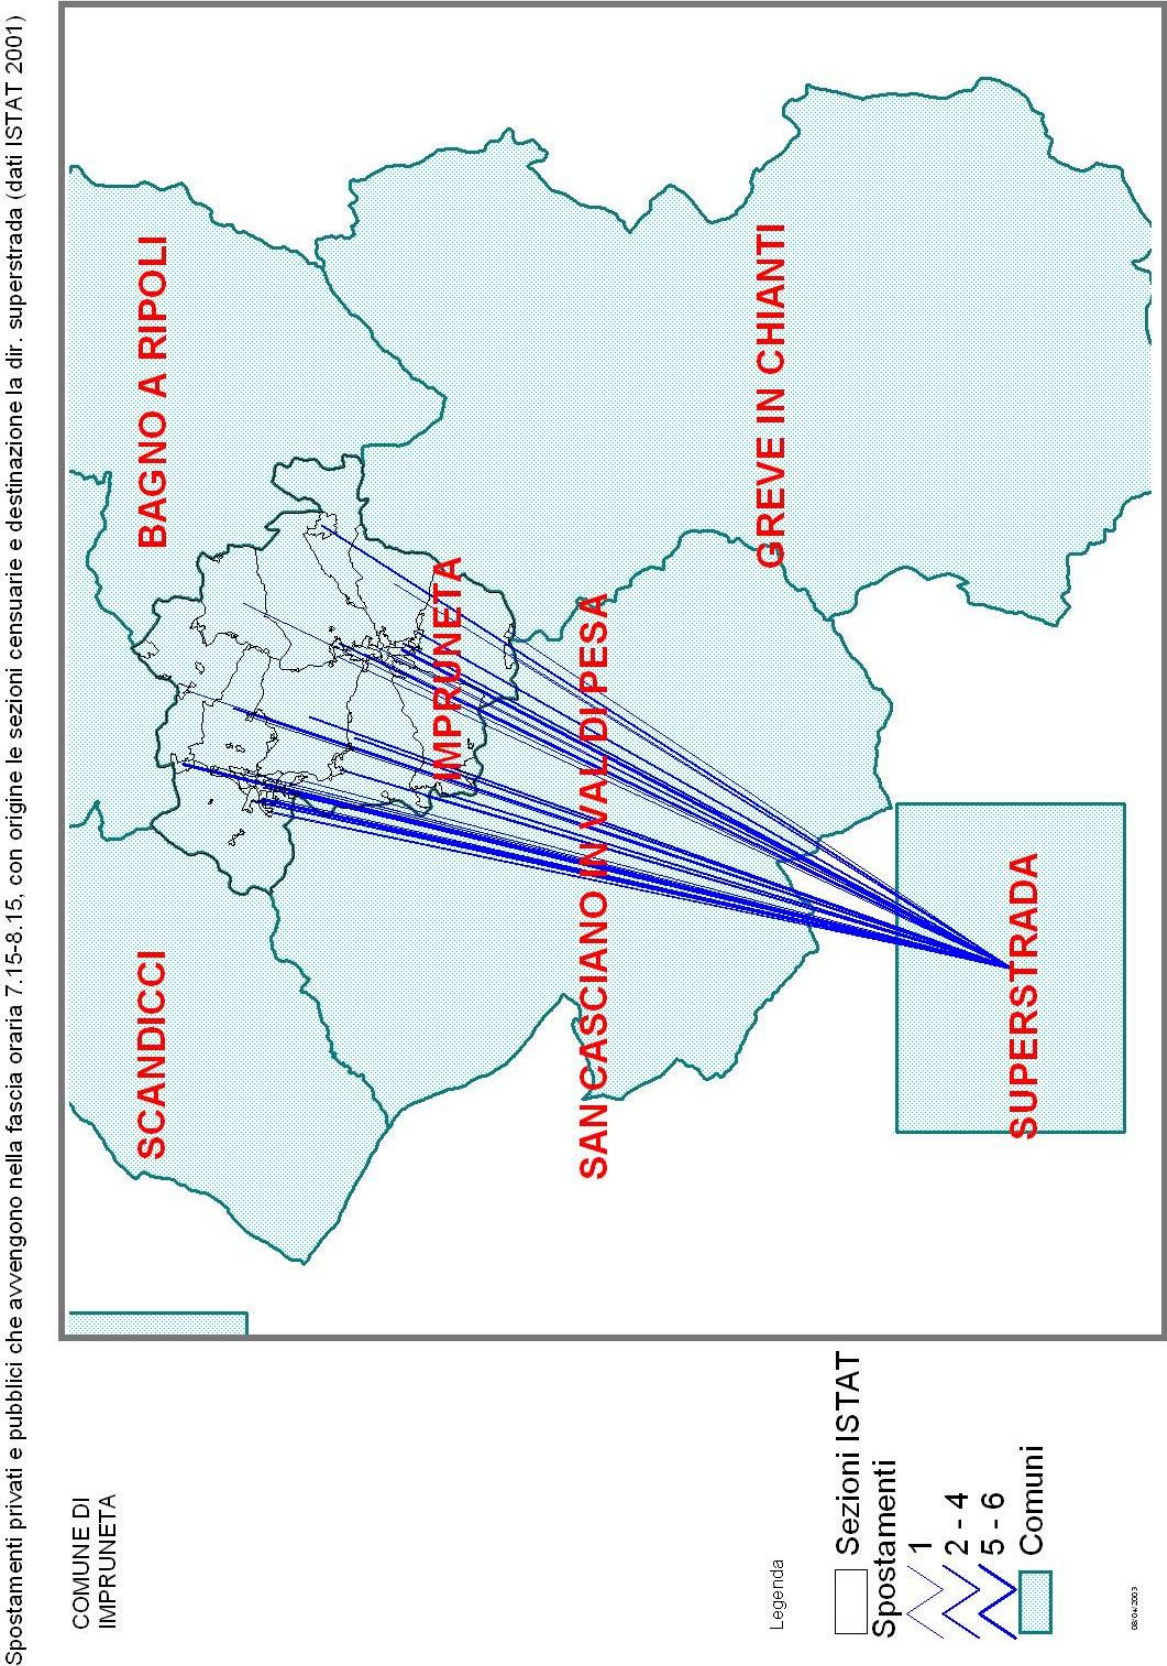 Spostamenti privati e pubblici che avvengono nella fascia oraria 7.15-8.15, con origine le sezioni censuarie e destinazione la dir. superstrada (dati ISTAT 2001)
COMUNE DI
IMPRUNETA
SCANDICCI
BAGNO A RIPOLI
IMPRUNETA
SAN CASCIANO IN VAL DI PESA
GREVE IN CHIANTI
SUPERSTRADA
Legenda
Sezioni ISTAT
Spostamenti
1
2 - 4
5 - 6
Comuni